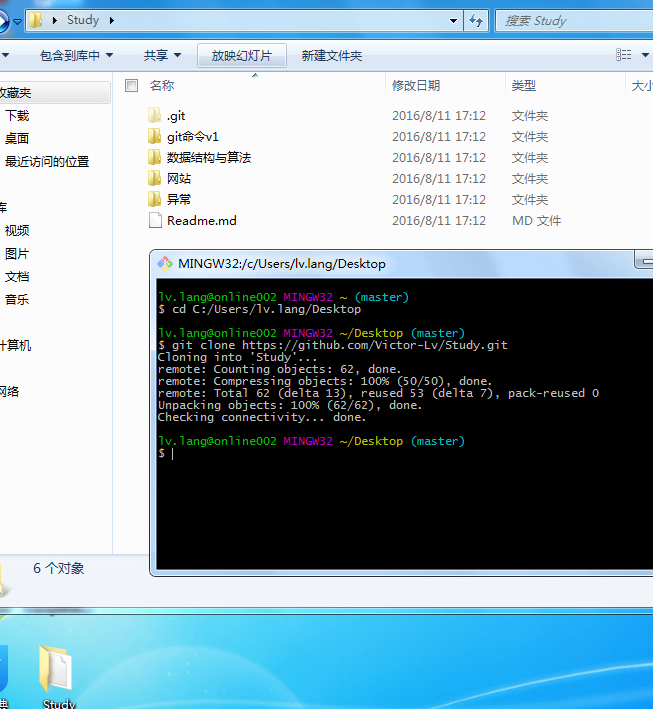 Study
搜索 Study
包含到库中 共享 放映幻灯片 新建文件夹
名称 修改日期 类型 大小
.git 2016/8/11 17:12 文件夹
git命令v1 2016/8/11 17:12 文件夹
数据结构与算法 2016/8/11 17:12 文件夹
网站 2016/8/11 17:12 文件夹
异常 2016/8/11 17:12 文件夹
Readme.md 2016/8/11 17:12 MD 文件
收藏夹
下载
桌面
最近访问的位置
库
视频
图片
文档
音乐
计算机
网络
MINGW32:/c/Users/lv.lang/Desktop
lv.lang@online002 MINGW32 ~ (master)
$ cd C:/Users/lv.lang/Desktop
lv.lang@online002 MINGW32 ~/Desktop (master)
$ git clone https://github.com/Victor-Lv/Study.git
Cloning into 'Study'...
remote: Counting objects: 62, done.
remote: Compressing objects: 100% (50/50), done.
remote: Total 62 (delta 13), reused 53 (delta 7), pack-reused 0
Unpacking objects: 100% (62/62), done.
Checking connectivity... done.
lv.lang@online002 MINGW32 ~/Desktop (master)
$
6 个对象
典
Study